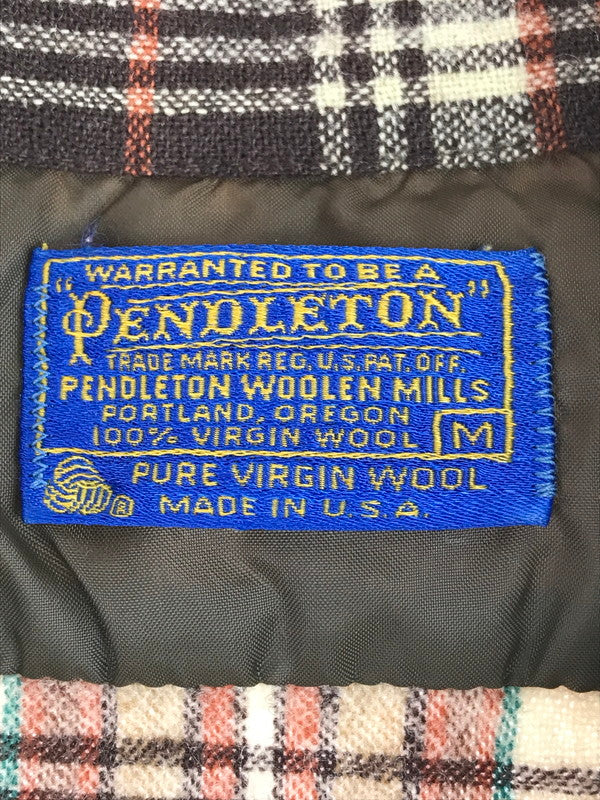 WARRANTED TO BE A
"PENDLETON"
TRADE MARK REG. U.S. PAT. OFF.
PENDLETON WOOLEN MILLS
PORTLAND, OREGON
100% VIRGIN WOOL M
PURE VIRGIN WOOL
® MADE IN U.S.A.